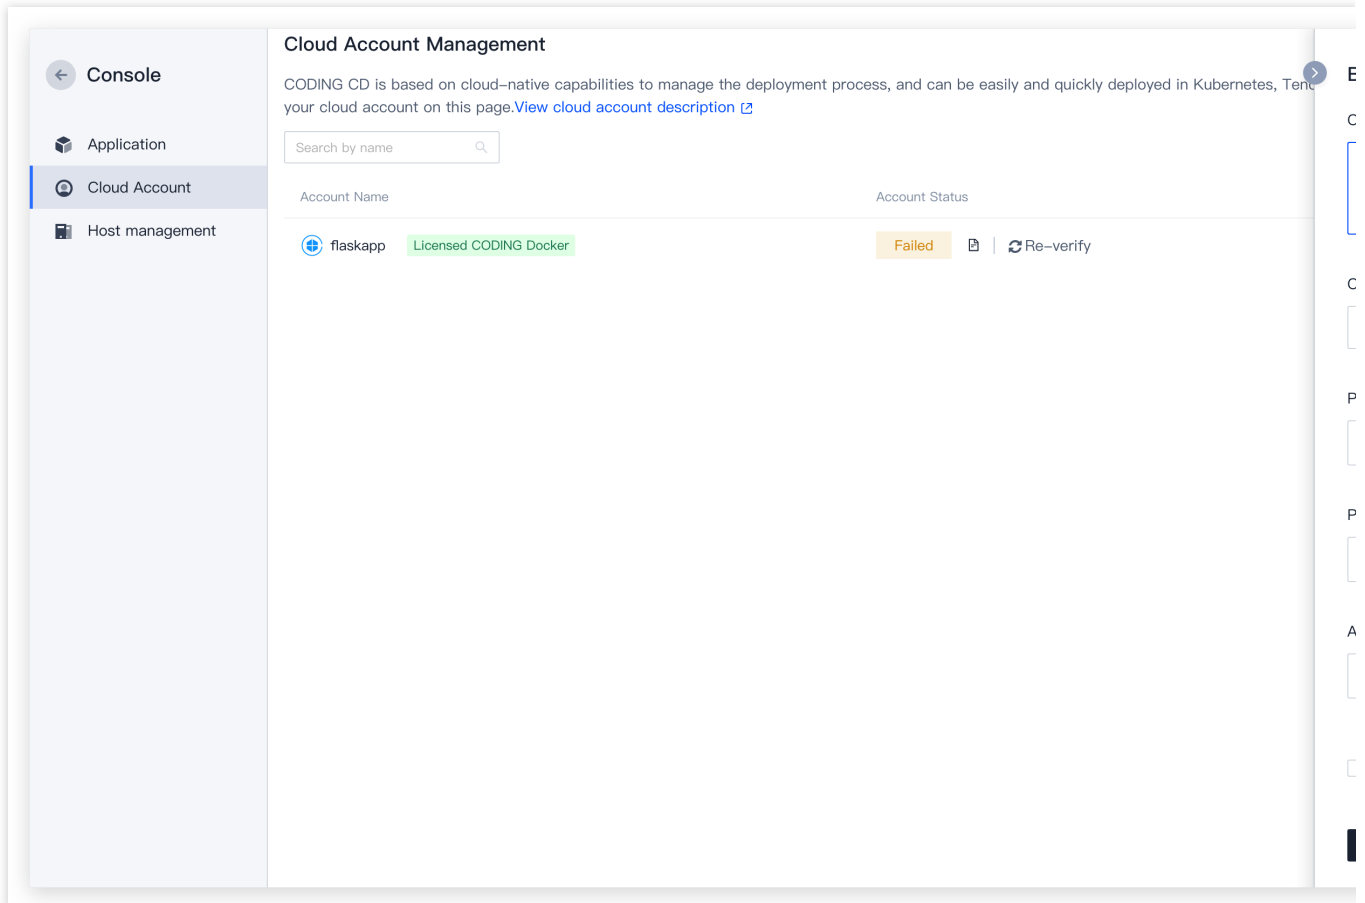 Console
Application
Cloud Account
Host management
Cloud Account Management
CODING CD is based on cloud-native capabilities to manage the deployment process, and can be easily and quickly deployed in Kubernetes,
your cloud account on this page.View cloud account description
Search by name
Account Name
Account Status
flaskapp
Licensed CODING Docker
Failed
Re-verify